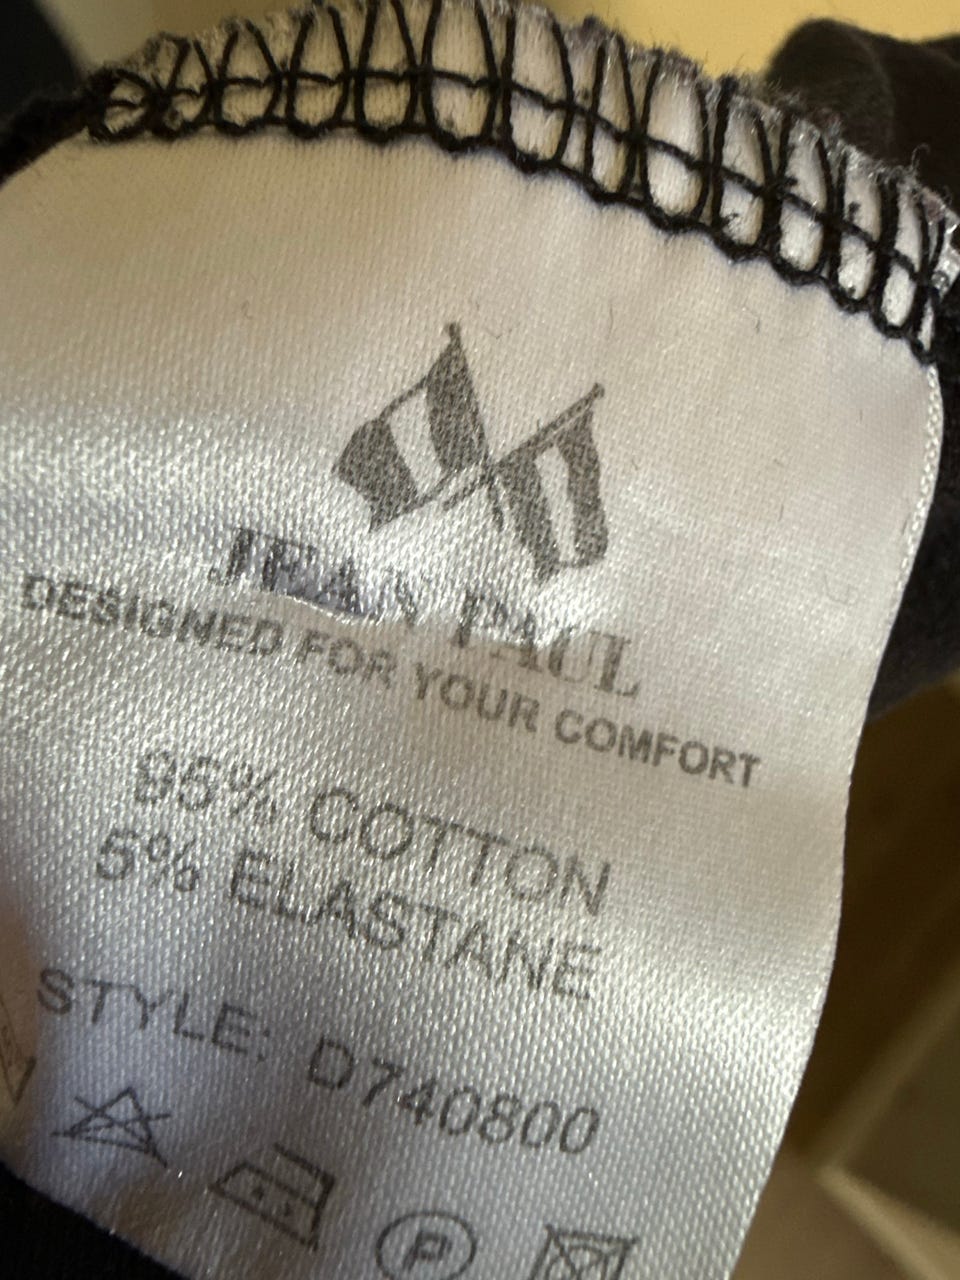 JEAN PAUL
DESIGNED FOR YOUR COMFORT
95% COTTON
5% ELASTANE
STYLE: D740800
P